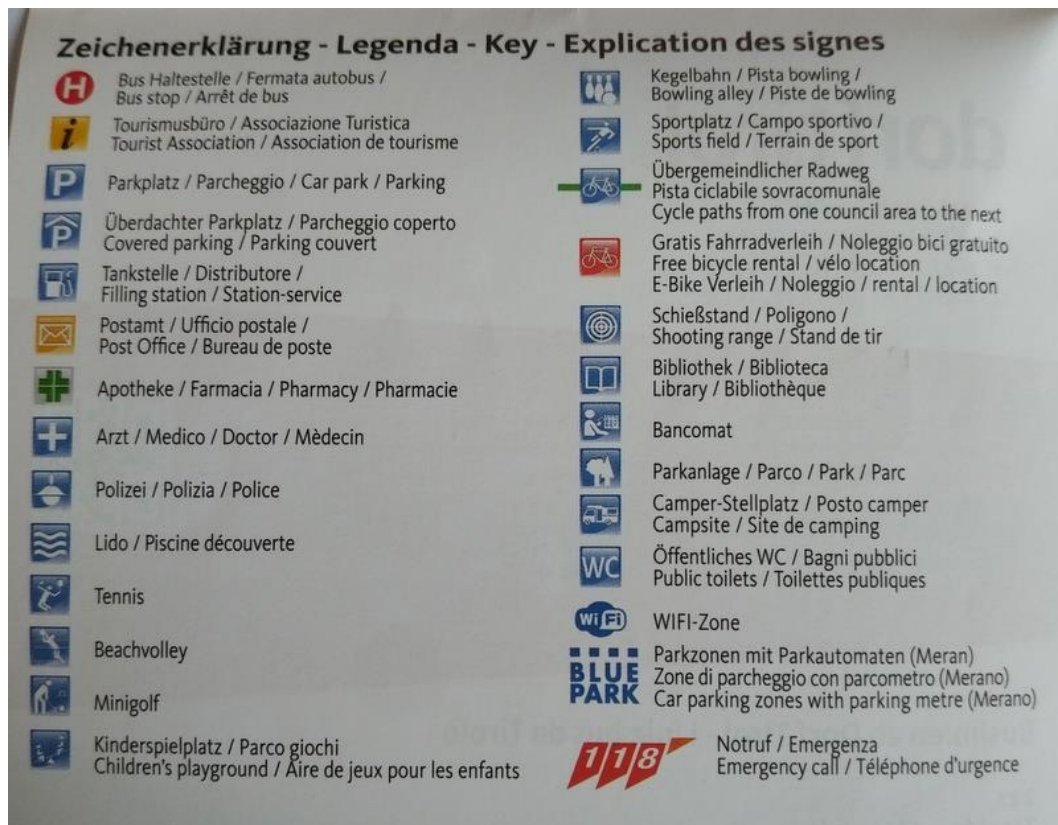 Zeichenerklärung - Legenda - Key - Explication des signes
H
Bus Haltestelle / Fermata autobus /
Bus stop / Arrêt de bus
i
Tourismusbüro / Associazione Turistica
Tourist Association / Association de tourisme
P
Parkplatz / Parcheggio / Car park / Parking
P
Überdachter Parkplatz / Parcheggio coperto
Covered parking / Parking couvert
Tankstelle / Distributore /
Filling station / Station-service
Postamt / Ufficio postale /
Post Office / Bureau de poste
Apotheke / Farmacia / Pharmacy / Pharmacie
Arzt / Medico / Doctor / Mèdecin
Polizei / Polizia / Police
Lido / Piscine découverte
Tennis
Beachvolley
Minigolf
Kinderspielplatz / Parco giochi
Children's playground / Aire de jeux pour les enfants
Kegelbahn / Pista bowling /
Bowling alley / Piste de bowling
Sportplatz / Campo sportivo /
Sports field / Terrain de sport
Übergemeindlicher Radweg
Pista ciclabile sovracomunale
Cycle paths from one council area to the next
Gratis Fahrradverleih / Noleggio bici gratuito
Free bicycle rental / vélo location
E-Bike Verleih / Noleggio / rental / location
Schießstand / Poligono /
Shooting range / Stand de tir
Bibliothek / Biblioteca
Library / Bibliothèque
Bancomat
Parkanlage / Parco / Park / Parc
Camper-Stellplatz / Posto camper
Campsite / Site de camping
WC
Öffentliches WC / Bagni pubblici
Public toilets / Toilettes publiques
WiFi
WIFI-Zone
BLUE
PARK
Parkzonen mit Parkautomaten (Meran)
Zone di parcheggio con parcometro (Merano)
Car parking zones with parking metre (Merano)
118
Notruf / Emergenza
Emergency call / Téléphone d'urgence